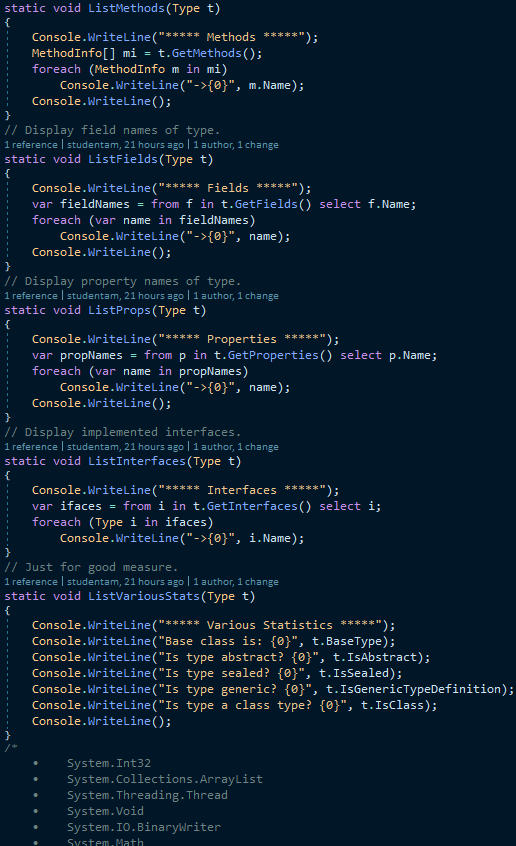 static void ListMethods(Type t)
{
Console.WriteLine("***** Methods *****");
MethodInfo[] mi = t.GetMethods();
foreach (MethodInfo m in mi)
Console.WriteLine("->{0}", m.Name);
Console.WriteLine();
}
// Display field names of type.
1 reference | studentam, 21 hours ago | 1 author, 1 change
static void ListFields(Type t)
{
Console.WriteLine("***** Fields *****");
var fieldNames = from f in t.GetFields() select f.Name;
foreach (var name in fieldNames)
Console.WriteLine("->{0}", name);
Console.WriteLine();
}
// Display property names of type.
1 reference | studentam, 21 hours ago | 1 author, 1 change
static void ListProps(Type t)
{
Console.WriteLine("***** Properties *****");
var propNames = from p in t.GetProperties() select p.Name;
foreach (var name in propNames)
Console.WriteLine("->{0}", name);
Console.WriteLine();
}
// Display implemented interfaces.
1 reference | studentam, 21 hours ago | 1 author, 1 change
static void ListInterfaces(Type t)
{
Console.WriteLine("***** Interfaces *****");
var ifaces = from i in t.GetInterfaces() select i;
foreach (Type i in ifaces)
Console.WriteLine("->{0}", i.Name);
}
// Just for good measure.
1 reference | studentam, 21 hours ago | 1 author, 1 change
static void ListVariousStats(Type t)
{
Console.WriteLine("***** Various Statistics *****");
Console.WriteLine("Base class is: {0}", t.BaseType);
Console.WriteLine("Is type abstract? {0}", t.IsAbstract);
Console.WriteLine("Is type sealed? {0}", t.IsSealed);
Console.WriteLine("Is type generic? {0}", t.IsGenericTypeDefinition);
Console.WriteLine("Is type a class type? {0}", t.IsClass);
Console.WriteLine();
}
/*
• System.Int32
• System.Collections.ArrayList
• System.Threading.Thread
• System.Void
• System.IO.BinaryWriter
• System.Math